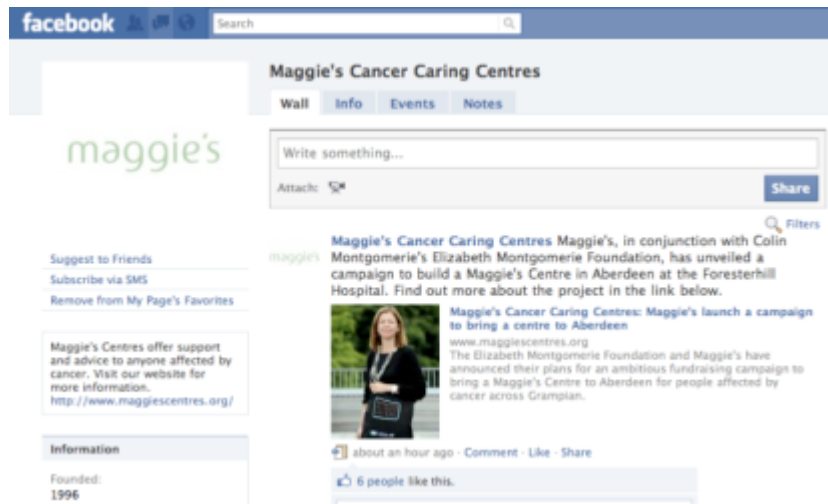 facebook
Search
Maggie's Cancer Caring Centres
Wall Info Events Notes
maggie's
Write something...
Attach:
Share
Filters
Suggest to Friends
Subscribe via SMS
Remove from My Page's Favorites
Maggie's Centres offer support
and advice to anyone affected by
cancer. Visit our website for
more information.
http://www.maggiescentres.org/
Information
Founded:
1996
maggie's
Maggie's Cancer Caring Centres Maggie's, in conjunction with Colin
Montgomerie's Elizabeth Montgomerie Foundation, has unveiled a
campaign to build a Maggie's Centre in Aberdeen at the Foresterhill
Hospital. Find out more about the project in the link below.
Maggie's Cancer Caring Centres: Maggie's launch a campaign
to bring a centre to Aberdeen
www.maggiescentres.org
The Elizabeth Montgomerie Foundation and Maggie's have
announced their plans for an ambitious fundraising campaign to
bring a Maggie's Centre to Aberdeen for people affected by
cancer across Grampian.
about an hour ago · Comment · Like · Share
6 people like this.